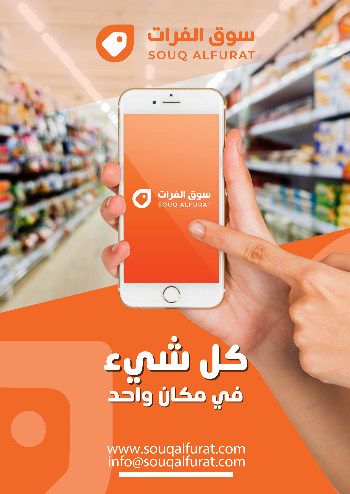 سوق الفرات
SOUQ ALFURAT
سوق الفرات
SOUQ ALFURAT
كل شيء
في مكان واحد
www.souqalfurat.com
info@souqalfurat.com